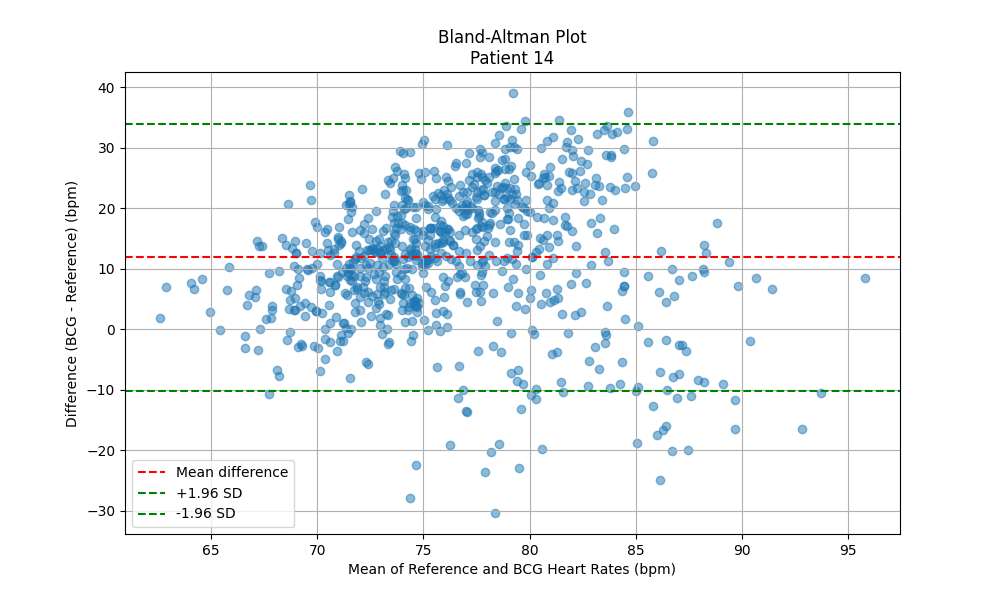 Bland-Altman Plot
Patient 14
Difference (BCG - Reference) (bpm)
40
30
20
10
0
−10
−20
−30
Mean difference
+1.96 SD
-1.96 SD
65
70
75
80
85
90
95
Mean of Reference and BCG Heart Rates (bpm)